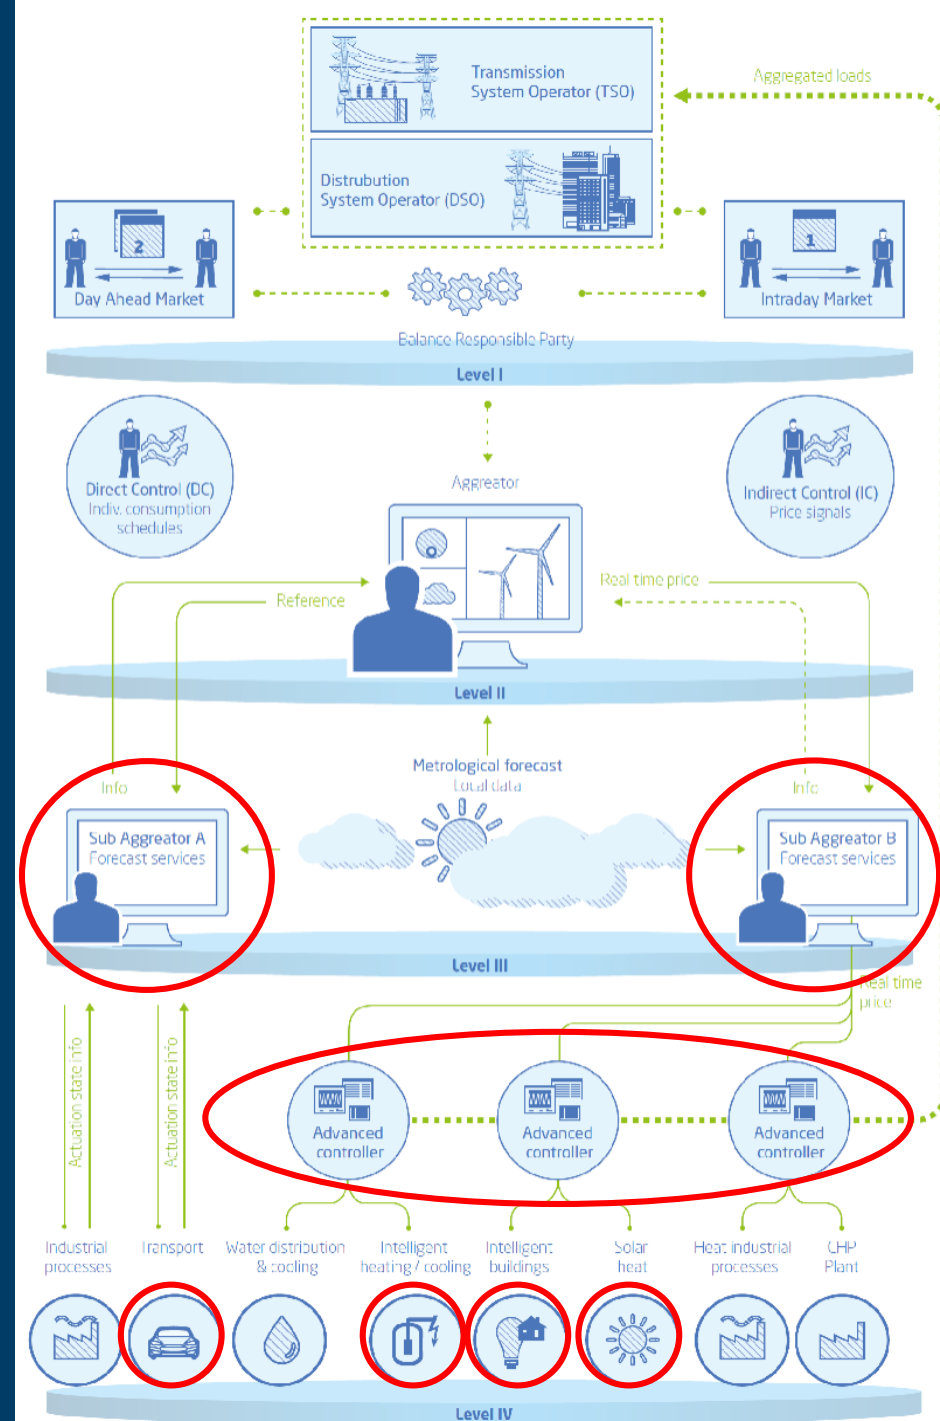 Transmission
System Operator (TSO)
Aggregated loads
Distrubution
System Operator (DSO)
2
Day Ahead Market
1
Intraday Market
Balance Responsible Party
Level I
Direct Control (DC)
Indiv. consumption
schedules
Indirect Control (IC)
Price signals
Aggreator
Reference
Real time price
Level II
Metrological forecast
Local data
Info
Info
Sub Aggreator A
Forecast services
Sub Aggreator B
Forecast services
Level III
Real time
price
Actuation state info
Actuation state info
Advanced
controller
Advanced
controller
Advanced
controller
Industrial
processes
Transport
Water distribution
& cooling
Intelligent
heating / cooling
Intelligent
buildings
Solar
heat
Heat industrial
processes
CHP
Plant
Level IV